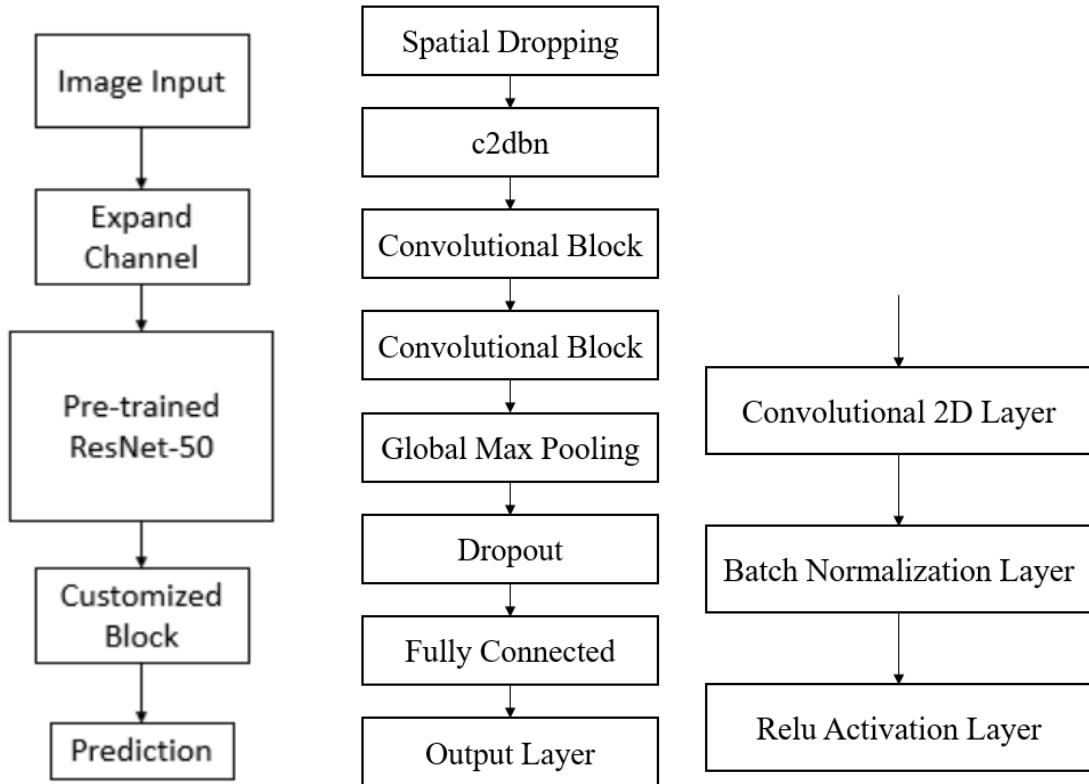 Image Input
Expand
Channel
Pre-trained
ResNet-50
Customized
Block
Prediction
Spatial Dropping
c2dbn
Convolutional Block
Convolutional Block
Global Max Pooling
Dropout
Fully Connected
Output Layer
Convolutional 2D Layer
Batch Normalization Layer
Relu Activation Layer